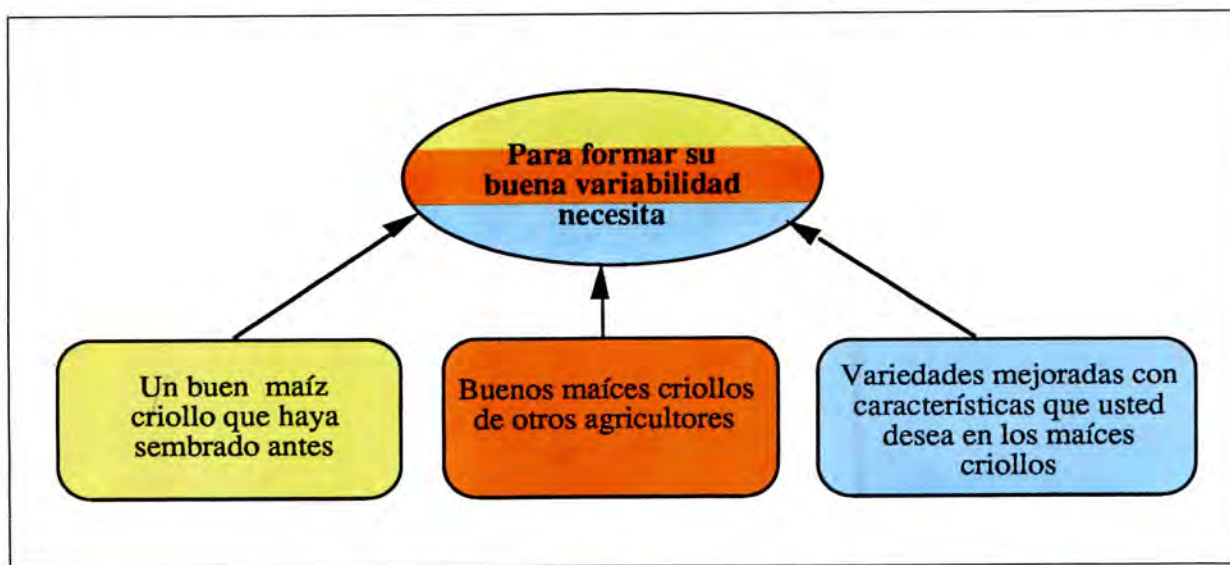 Para formar su
buena variabilidad
necesita
Un buen maíz
criollo que haya
sembrado antes
Buenos maíces criollos
de otros agricultores
Variedades mejoradas con
características que usted
desea en los maíces
criollos